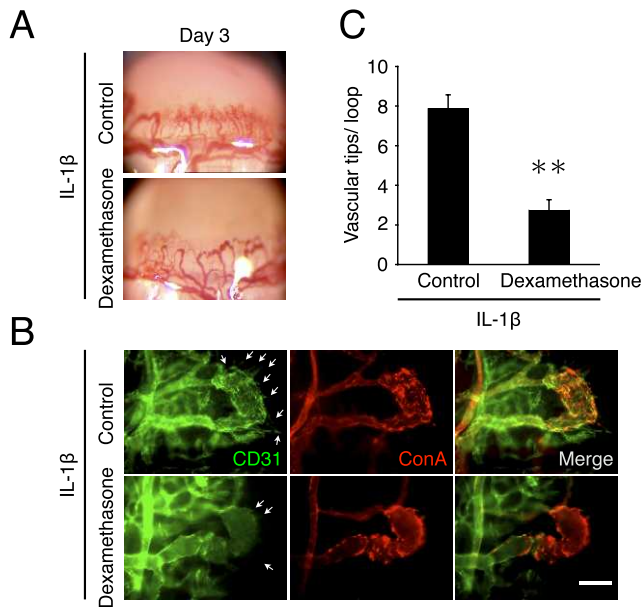 A
Day 3
IL-1β
Control
Dexamethasone
C
Vascular tips/ loop
10
8
6
4
2
0
**
Control
Dexamethasone
IL-1β
B
IL-1β
Control
Dexamethasone
CD31
ConA
Merge